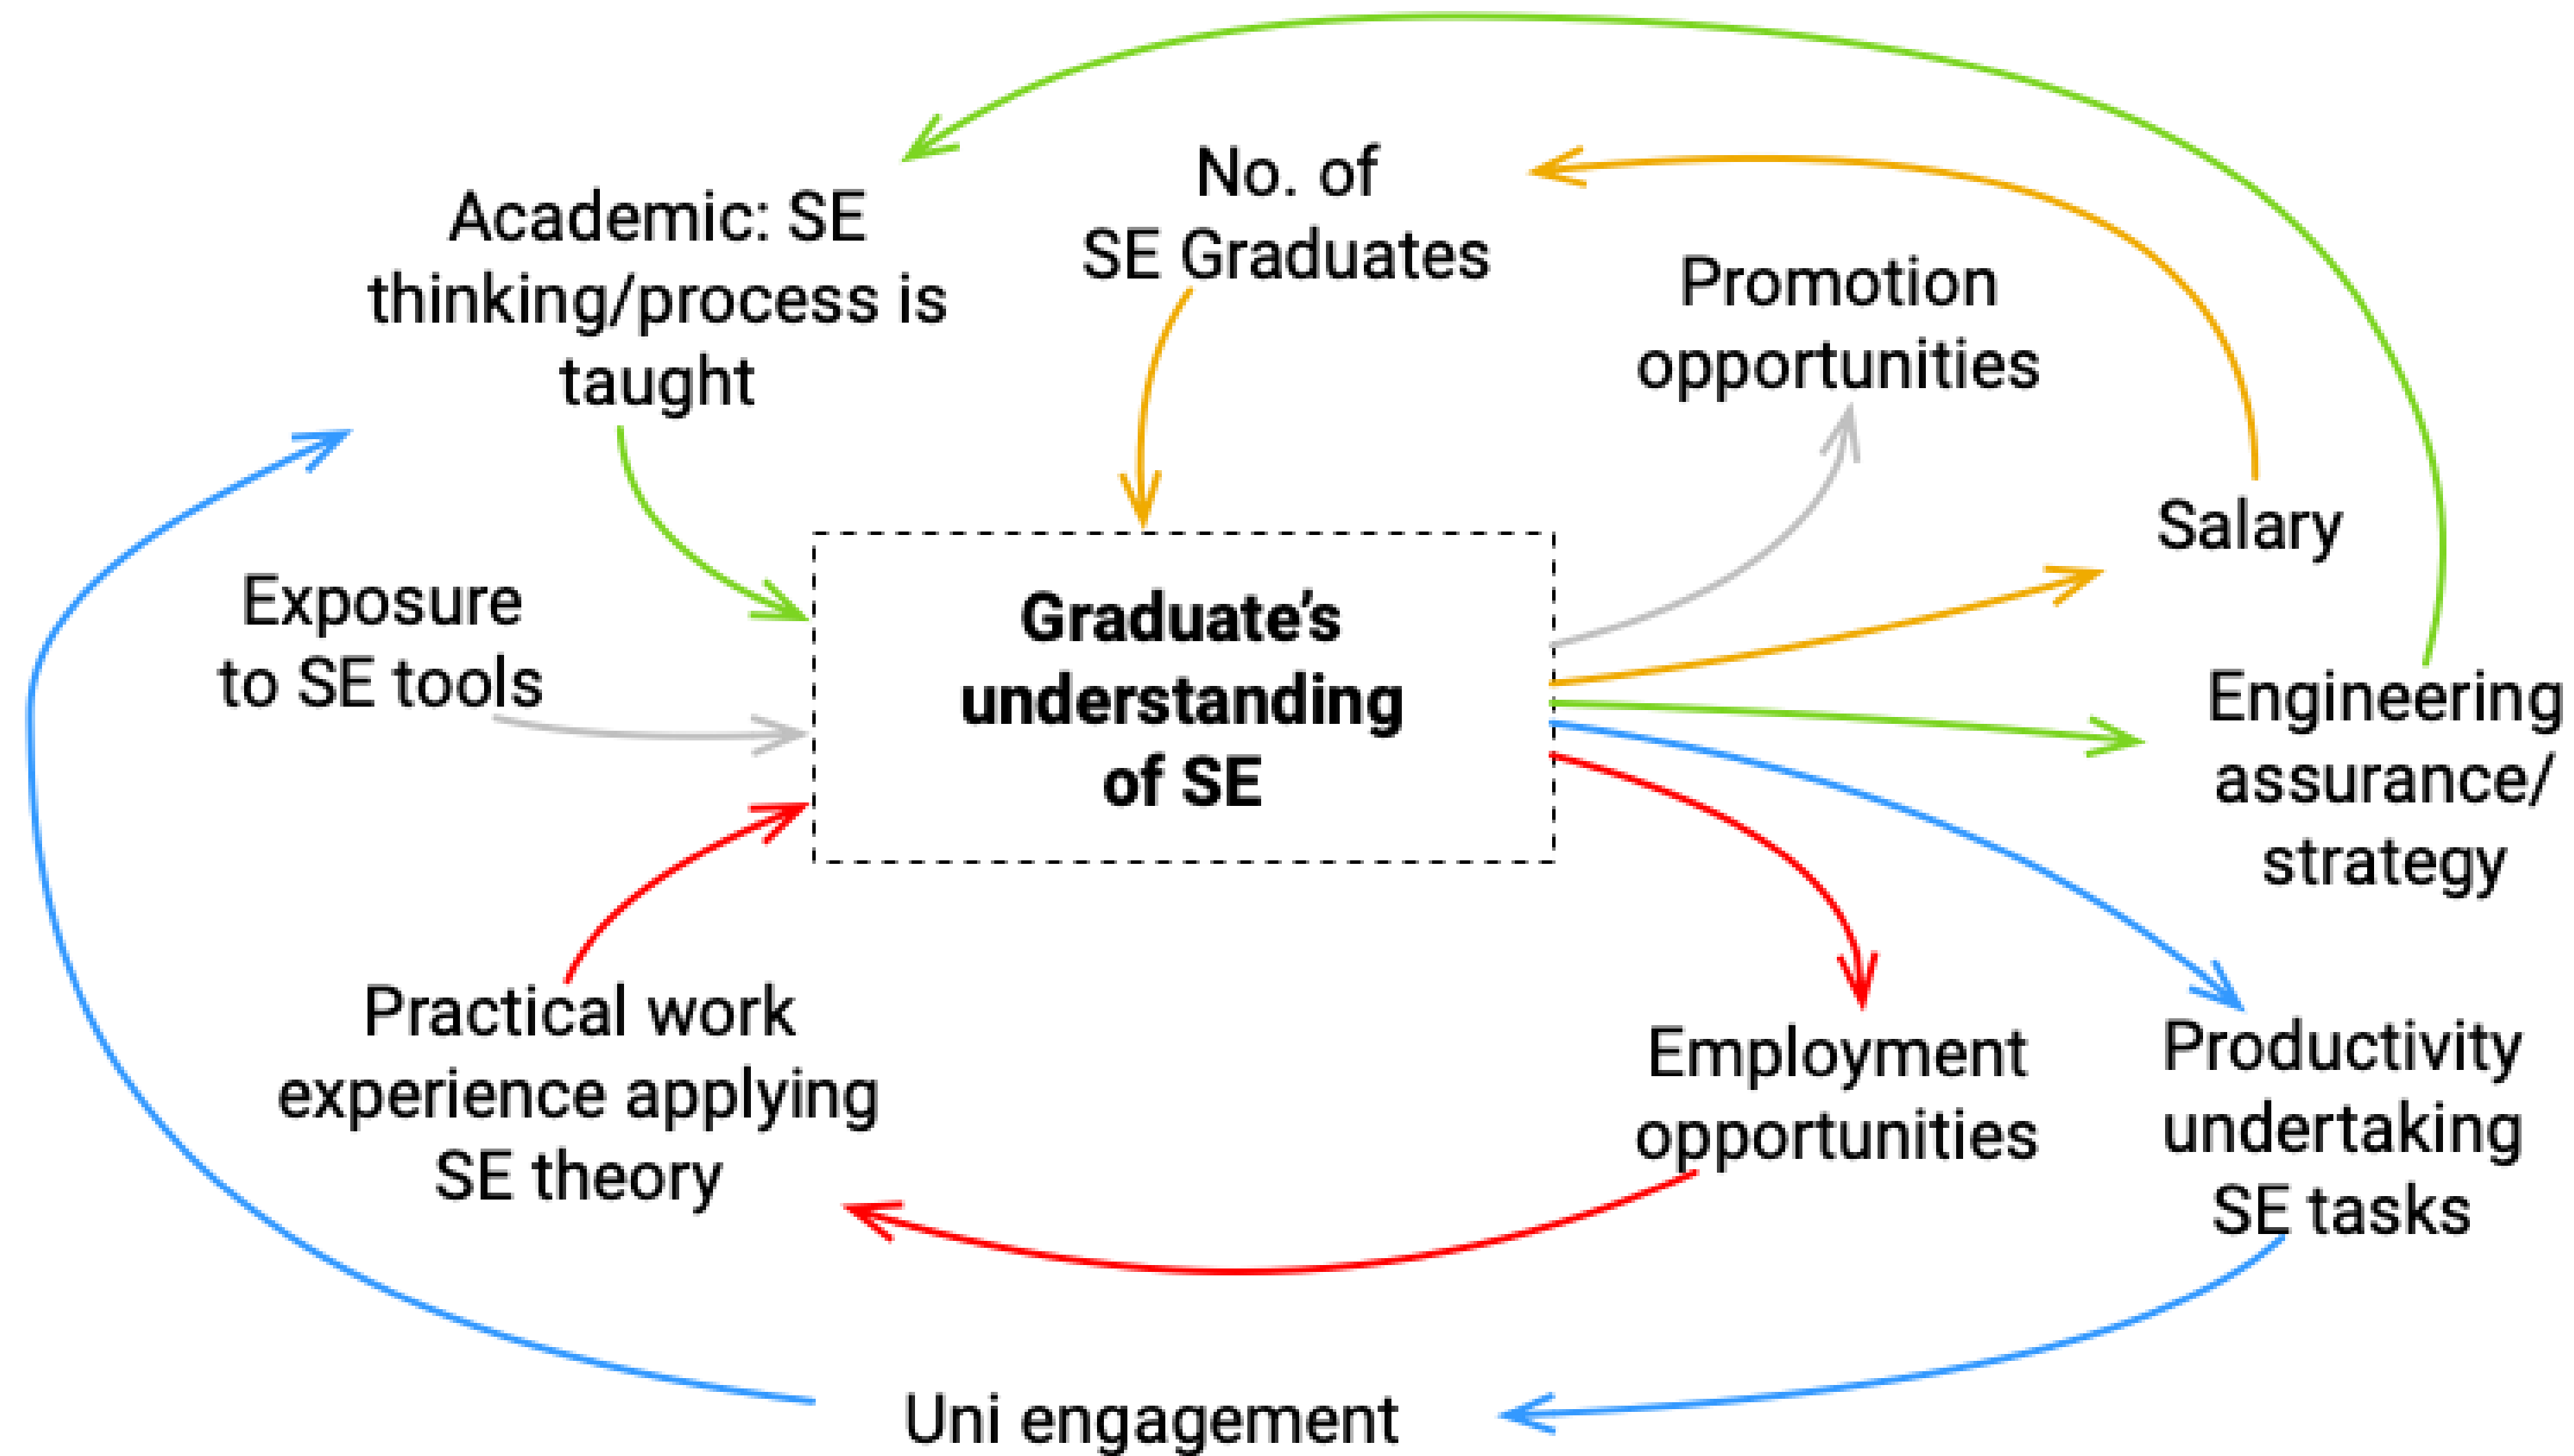 Academic: SE
thinking/process is
taught
No. of
SE Graduates
Promotion
opportunities
Salary
Exposure
to SE tools
Graduate’s
understanding
of SE
Engineering
assurance/
strategy
Practical work
experience applying
SE theory
Employment
opportunities
Productivity
undertaking
SE tasks
Uni engagement